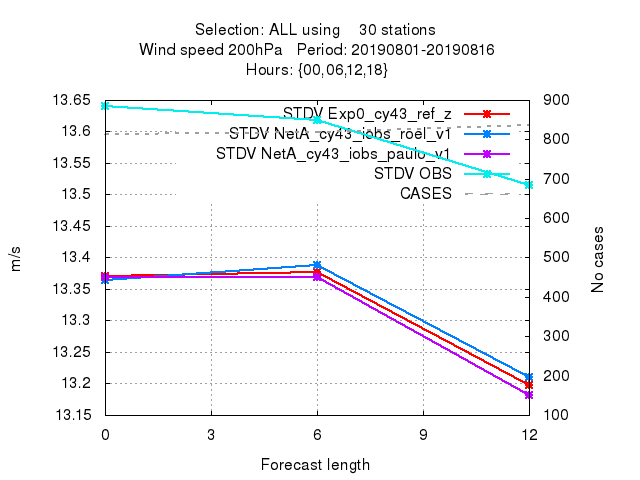 Selection: ALL using 30 stations
Wind speed 200hPa Period: 20190801-20190816
Hours: {00,06,12,18}
STDV Exp0_cy43_ref_z
STDV NetA_cy43_iobs_roel_v1
STDV NetA_cy43_iobs_paulo_v1
STDV OBS
CASES
13.65
13.6
13.55
13.5
13.45
13.4
13.35
13.3
13.25
13.2
13.15
m/s
900
800
700
600
500
400
300
200
100
No cases
0 3 6 9 12
Forecast length